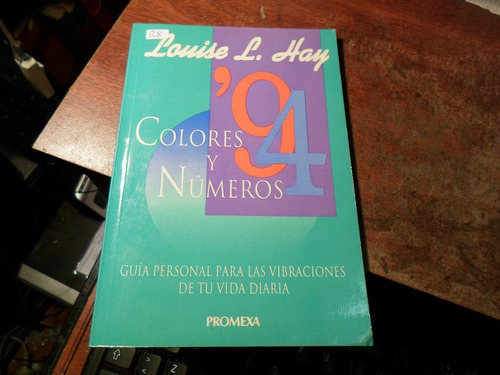 Louise L. Hay
'94
COLORES
Y
NÚMEROS
GUÍA PERSONAL PARA LAS VIBRACIONES
DE TU VIDA DIARIA
PROMEXA